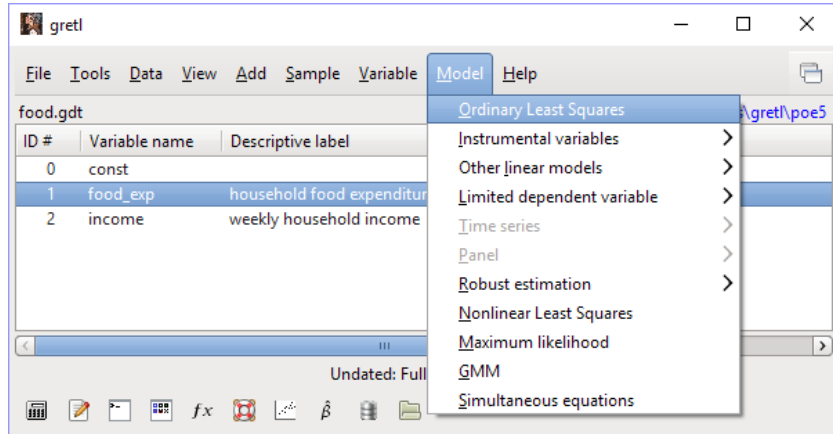 gretl
File Tools Data View Add Sample Variable Model Help
food.gdt \gretl\poe5
ID # Variable name Descriptive label
0 const
1 food_exp household food expenditur
2 income weekly household income
Ordinary Least Squares
Instrumental variables
Other linear models
Limited dependent variable
Time series
Panel
Robust estimation
Nonlinear Least Squares
Maximum likelihood
GMM
Simultaneous equations
Undated: Full
fx β̂